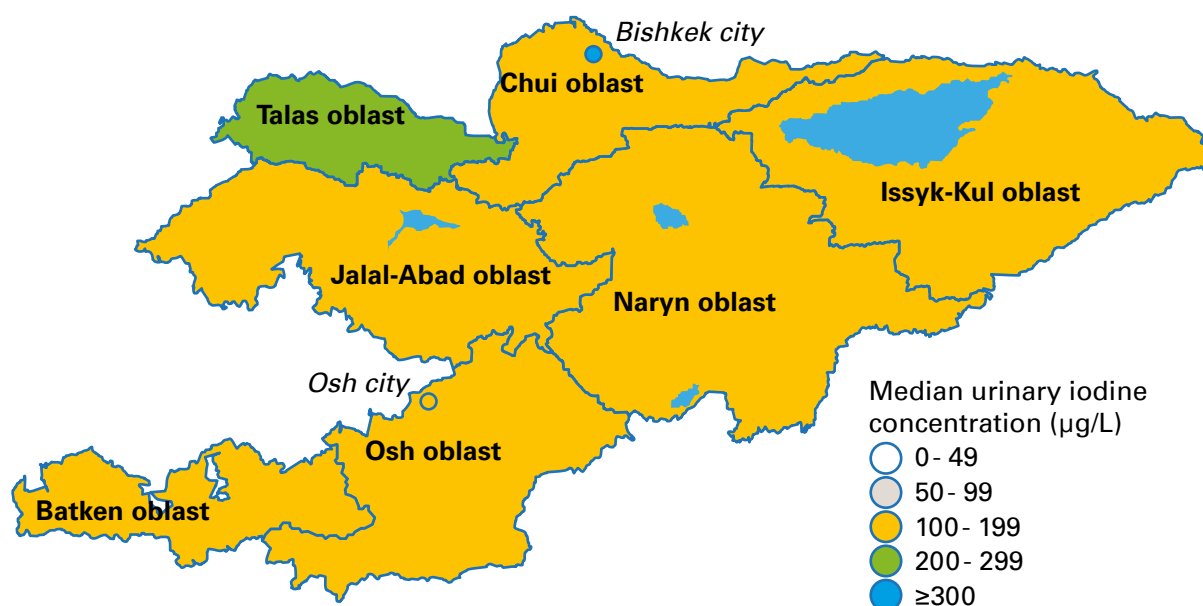 Bishkek city
Chui oblast
Talas oblast
Issyk-Kul oblast
Jalal-Abad oblast
Naryn oblast
Osh city
Osh oblast
Batken oblast
Median urinary iodine
concentration (µg/L)
0 - 49
50 - 99
100 - 199
200 - 299
≥300